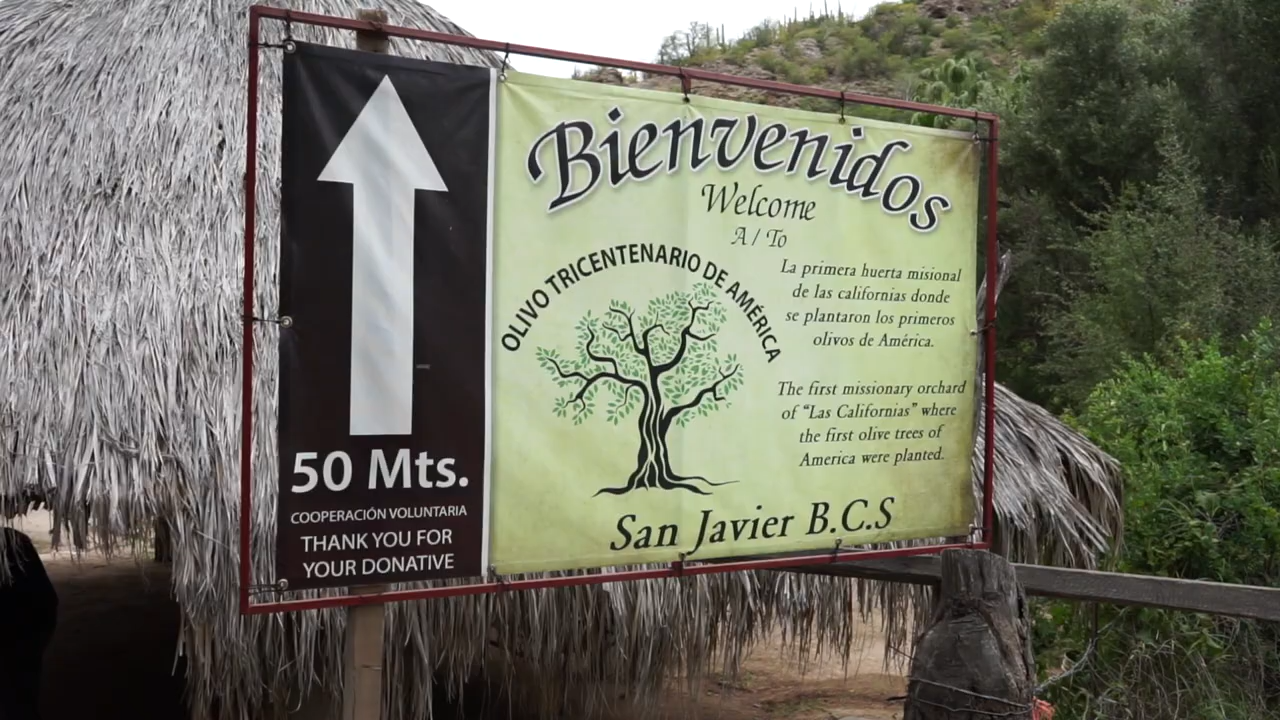 50 Mts.
COOPERACIÓN VOLUNTARIA
THANK YOU FOR
YOUR DONATIVE
Bienvenidos
Welcome
A / To
OLIVO TRICENTENARIO DE AMÉRICA
La primera huerta misional
de las californias donde
se plantaron los primeros
olivos de América.
The first missionary orchard
of "Las Californias" where
the first olive trees of
America were planted.
San Javier B.C.S